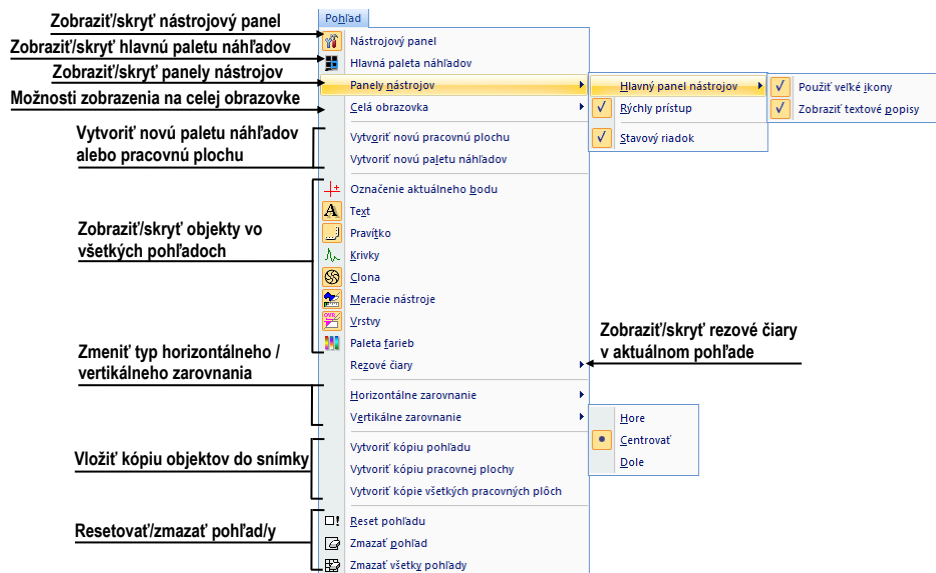 Pohľad
Zobraziť/skryť nástrojový panel
Nástrojový panel
Zobraziť/skryť hlavnú paletu náhľadov
Hlavná paleta náhľadov
Zobraziť/skryť panely nástrojov
Panely nástrojov
Hlavný panel nástrojov
Použiť veľké ikony
Možnosti zobrazenia na celej obrazovke
Celá obrazovka
Rýchly prístup
Zobraziť textové popisy
Stavový riadok
Vytvoriť novú paletu náhľadov
alebo pracovnú plochu
Vytvoriť novú pracovnú plochu
Vytvoriť novú paletu náhľadov
Zobraziť/skryť objekty vo
všetkých pohľadoch
Označenie aktuálneho bodu
Text
Pravítko
Krivky
Clona
Meracie nástroje
Vrstvy
Paleta farieb
Rezové čiary
Zobraziť/skryť rezové čiary
v aktuálnom pohľade
Zmeniť typ horizontálneho /
vertikálneho zarovnania
Horizontálne zarovnanie
Vertikálne zarovnanie
Hore
Centrovať
Dole
Vložiť kópiu objektov do snímky
Vytvoriť kópiu pohľadu
Vytvoriť kópiu pracovnej plochy
Vytvoriť kópie všetkých pracovných plôch
Resetovať/zmazať pohľad/y
Reset pohľadu
Zmazať pohľad
Zmazať všetky pohľady